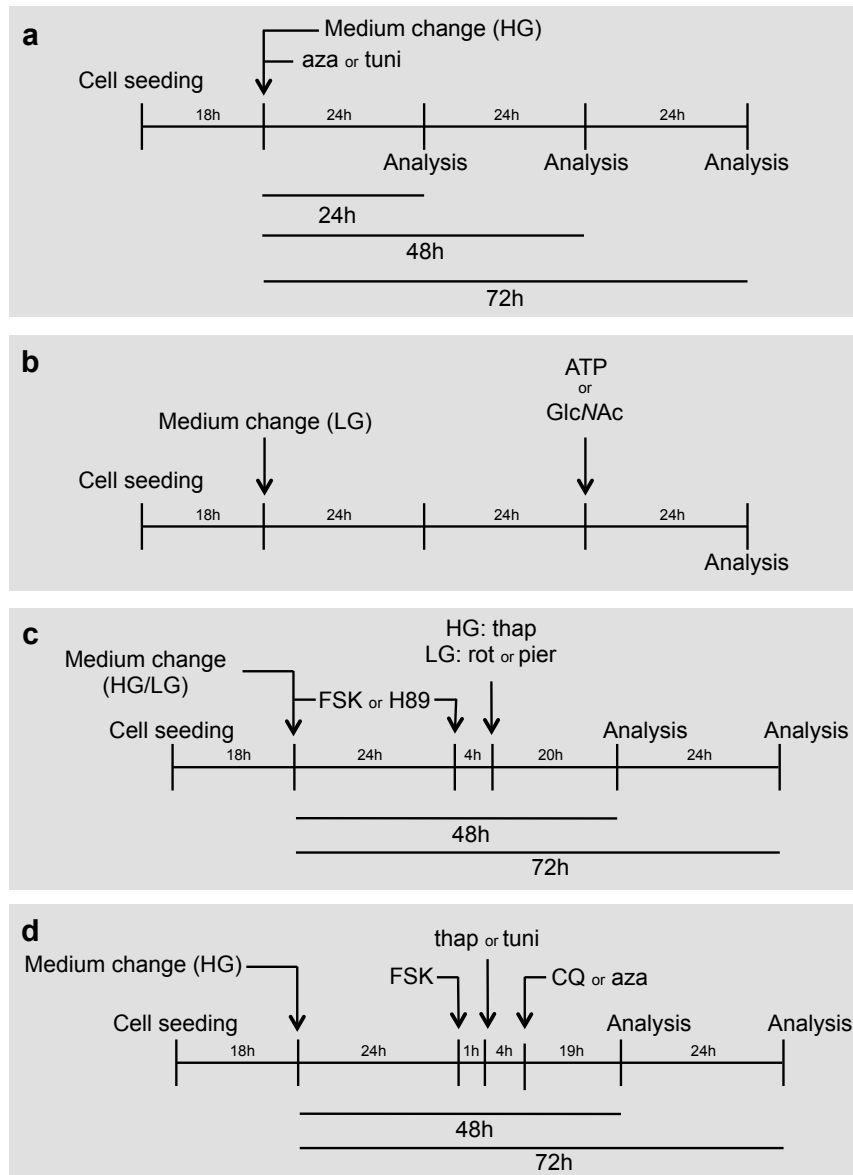 a
Medium change (HG)
aza or tuni
Cell seeding
18h 24h 24h 24h
Analysis Analysis Analysis
24h
48h
72h
b
ATP
or
GlcNAc
Medium change (LG)
Cell seeding
18h 24h 24h 24h
Analysis
c
HG: thap
LG: rot or pier
Medium change
(HG/LG)
FSK or H89
Cell seeding Analysis Analysis
18h 24h 4h 20h 24h
48h
72h
d
thap or tuni
Medium change (HG)
FSK CQ or aza
Cell seeding Analysis Analysis
18h 24h 1h 4h 19h 24h
48h
72h